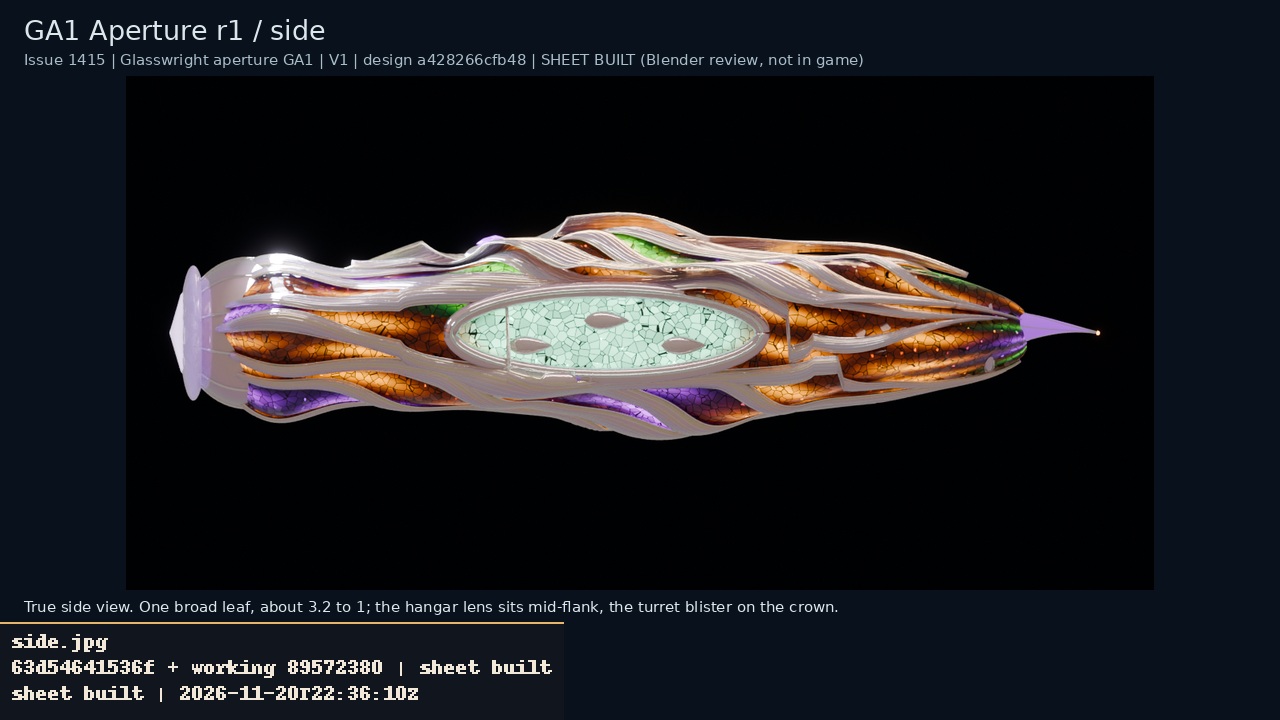 GA1 Aperture r1 / side
Issue 1415 | Glasswright aperture GA1 | V1 | design a428266cfb48 | SHEET BUILT (Blender review, not in game)
True side view. One broad leaf, about 3.2 to 1; the hangar lens sits mid-flank, the turret blister on the crown.
side.jpg
63d54641536f + working 89572380 | sheet built
sheet built | 2026-11-20T22:36:10Z